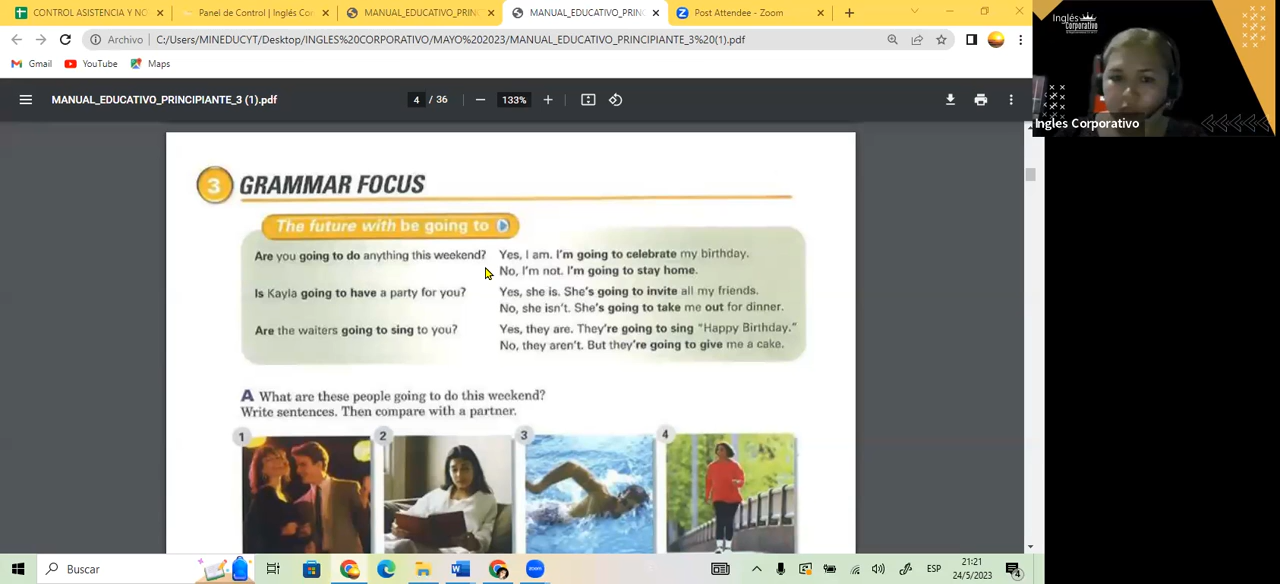 CONTROL ASISTENCIA Y NO
Panel de Control | Inglés Cor
MANUAL_EDUCATIVO_PRINC
MANUAL_EDUCATIVO_PRINC
Post Attendee - Zoom
Archivo
C:/Users/MINEDUCYT/Desktop/INGLES%20CORPORATIVO/MAYO%202023/MANUAL_EDUCATIVO_PRINCIPIANTE_3%20(1).pdf
Gmail
YouTube
Maps
MANUAL_EDUCATIVO_PRINCIPIANTE_3 (1).pdf
4 / 36
133%
Inglés
Corporativo
Ingles Corporativo
3 GRAMMAR FOCUS
The future with be going to
Are you going to do anything this weekend?
Yes, I am. I'm going to celebrate my birthday.
No, I'm not. I'm going to stay home.
Is Kayla going to have a party for you?
Yes, she is. She's going to invite all my friends.
No, she isn't. She's going to take me out for dinner.
Are the waiters going to sing to you?
Yes, they are. They're going to sing "Happy Birthday."
No, they aren't. But they're going to give me a cake.
A What are these people going to do this weekend?
Write sentences. Then compare with a partner.
1
2
3
4
Buscar
ESP
21:21
24/5/2023
4